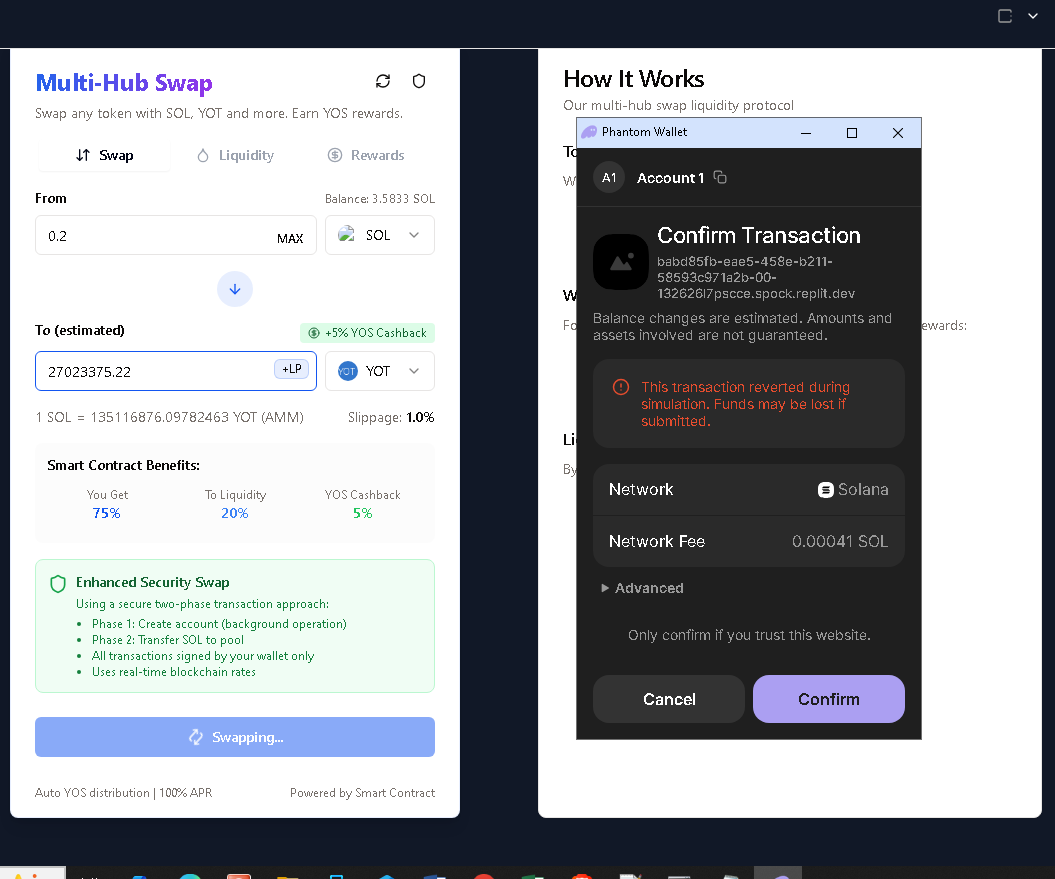 Multi-Hub Swap
Swap any token with SOL, YOT and more. Earn YOS rewards.
Swap
Liquidity
Rewards
From
Balance: 3.5833 SOL
0.2
MAX
SOL
To (estimated)
+5% YOS Cashback
27023375.22
+LP
YOT
YOT
1 SOL = 135116876.09782463 YOT (AMM)
Slippage: 1.0%
Smart Contract Benefits:
You Get
To Liquidity
YOS Cashback
75%
20%
5%
Enhanced Security Swap
Using a secure two-phase transaction approach:
• Phase 1: Create account (background operation)
• Phase 2: Transfer SOL to pool
• All transactions signed by your wallet only
• Uses real-time blockchain rates
Swapping...
Auto YOS distribution | 100% APR
Powered by Smart Contract
How It Works
Our multi-hub swap liquidity protocol
To
W
W
Fo
ewards:
Li
By
Phantom Wallet
A1
Account 1
Confirm Transaction
babd85fb-eae5-458e-b211-
58593c971a2b-00-
132626l7pscce.spock.replit.dev
Balance changes are estimated. Amounts and
assets involved are not guaranteed.
This transaction reverted during
simulation. Funds may be lost if
submitted.
Network
Solana
Network Fee
0.00041 SOL
Advanced
Only confirm if you trust this website.
Cancel
Confirm